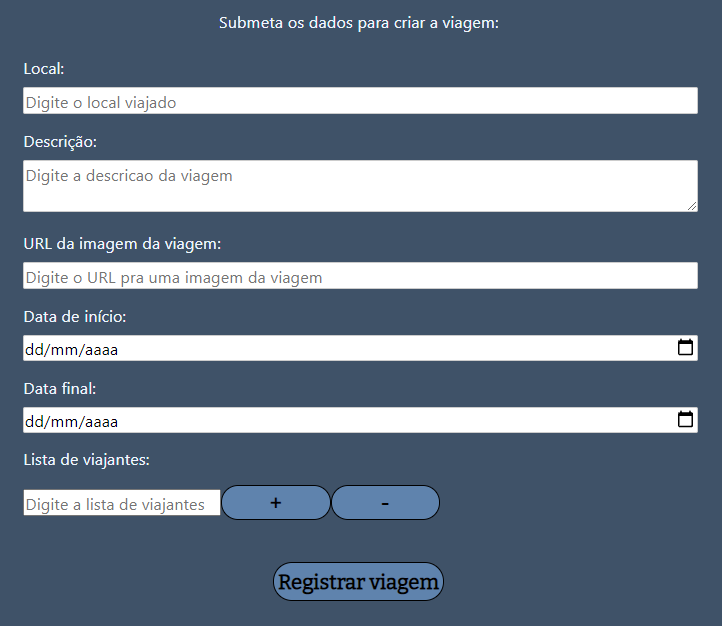 Submeta os dados para criar a viagem:
Local:
Digite o local viajado
Descrição:
Digite a descricao da viagem
URL da imagem da viagem:
Digite o URL pra uma imagem da viagem
Data de início:
dd/mm/aaaa
Data final:
dd/mm/aaaa
Lista de viajantes:
Digite a lista de viajantes + -
Registrar viagem